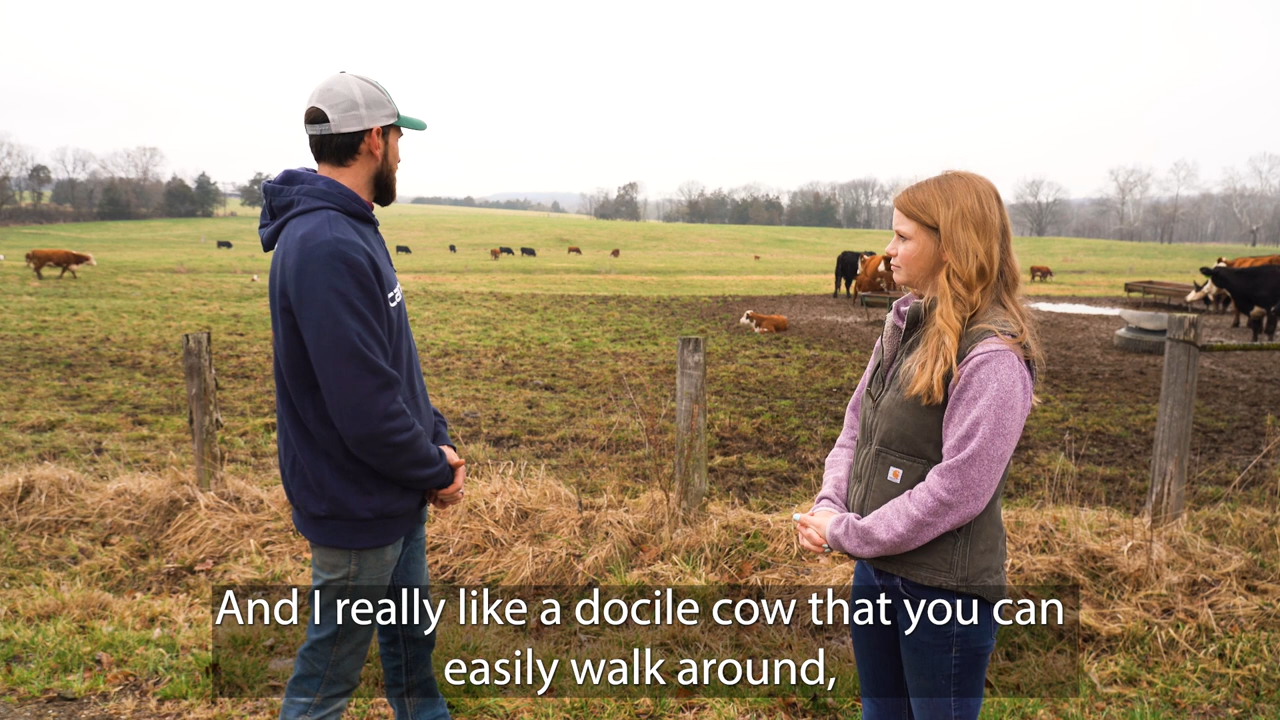 And I really like a docile cow that you can
easily walk around,